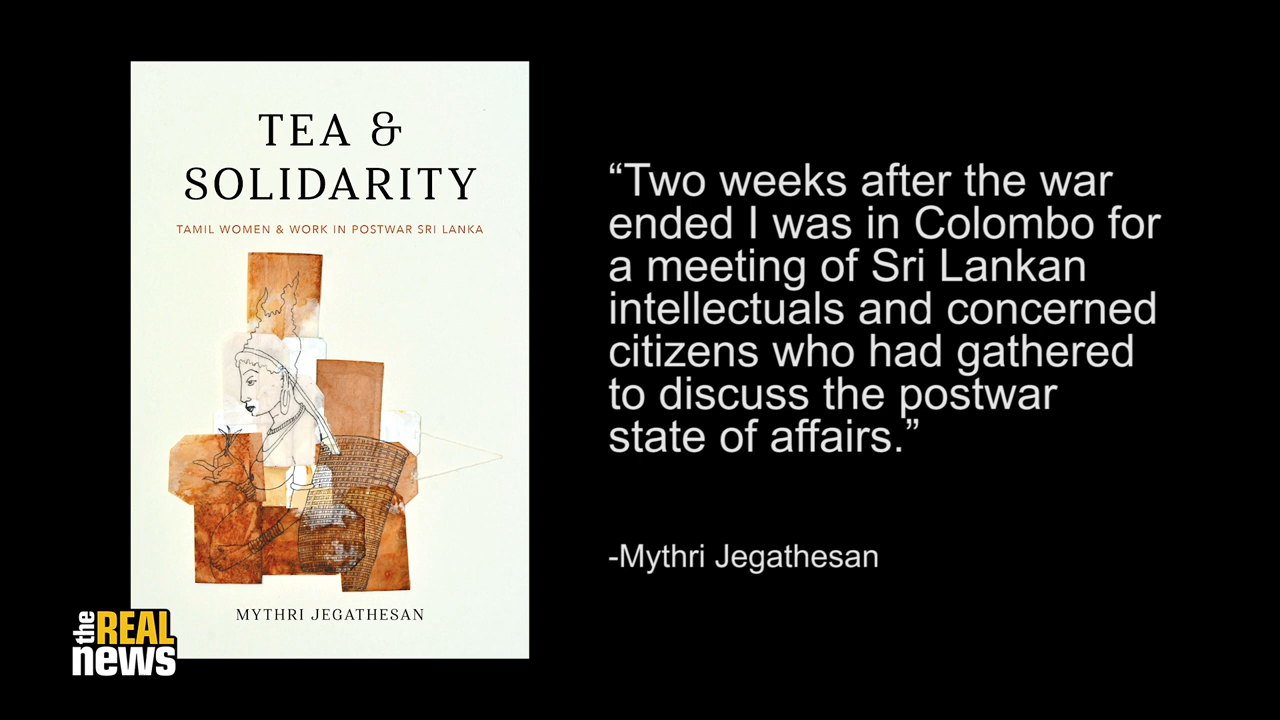 TEA &
SOLIDARITY
TAMIL WOMEN & WORK IN POSTWAR SRI LANKA
MYTHRI JEGATHESAN
“Two weeks after the war
ended I was in Colombo for
a meeting of Sri Lankan
intellectuals and concerned
citizens who had gathered
to discuss the postwar
state of affairs.”
-Mythri Jegathesan
the REAL
news